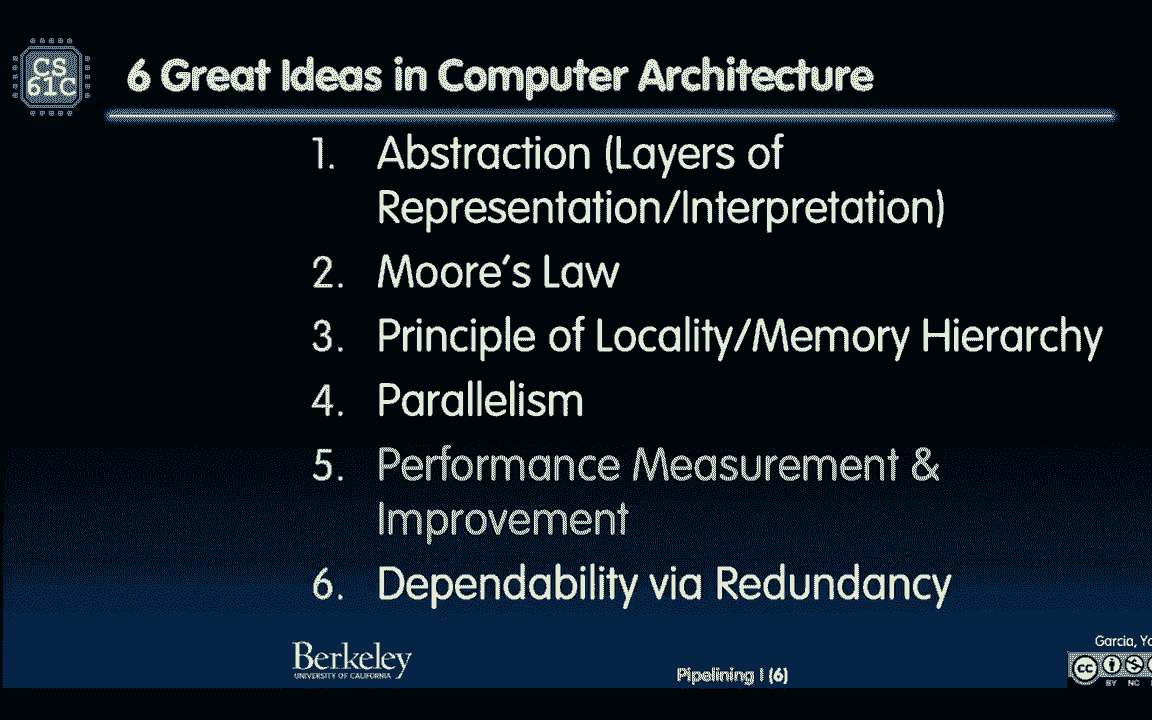 CS
61C
6 Great Ideas in Computer Architecture
1. Abstraction (Layers of
Representation/Interpretation)
2. Moore’s Law
3. Principle of Locality/Memory Hierarchy
4. Parallelism
5. Performance Measurement &
Improvement
6. Dependability via Redundancy
Berkeley
UNIVERSITY OF CALIFORNIA
Pipelining I (6)
Garcia,
cc
BY NC